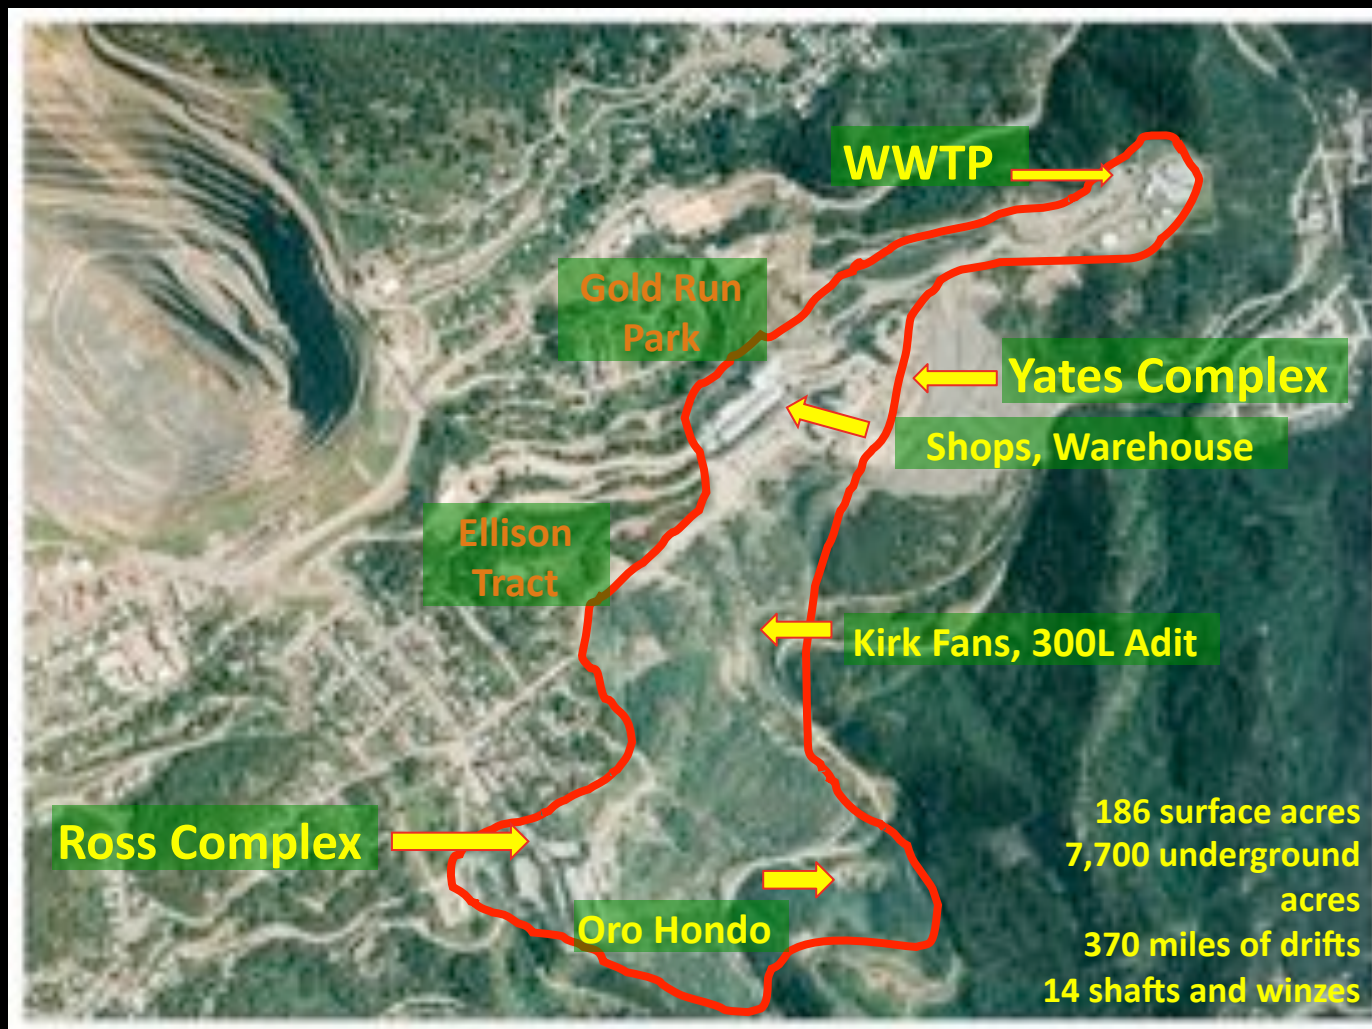 WWTP
Gold Run
Park
Yates Complex
Shops, Warehouse
Ellison
Tract
Kirk Fans, 300L Adit
Ross Complex
Oro Hondo
186 surface acres
7,700 underground
acres
370 miles of drifts
14 shafts and winzes